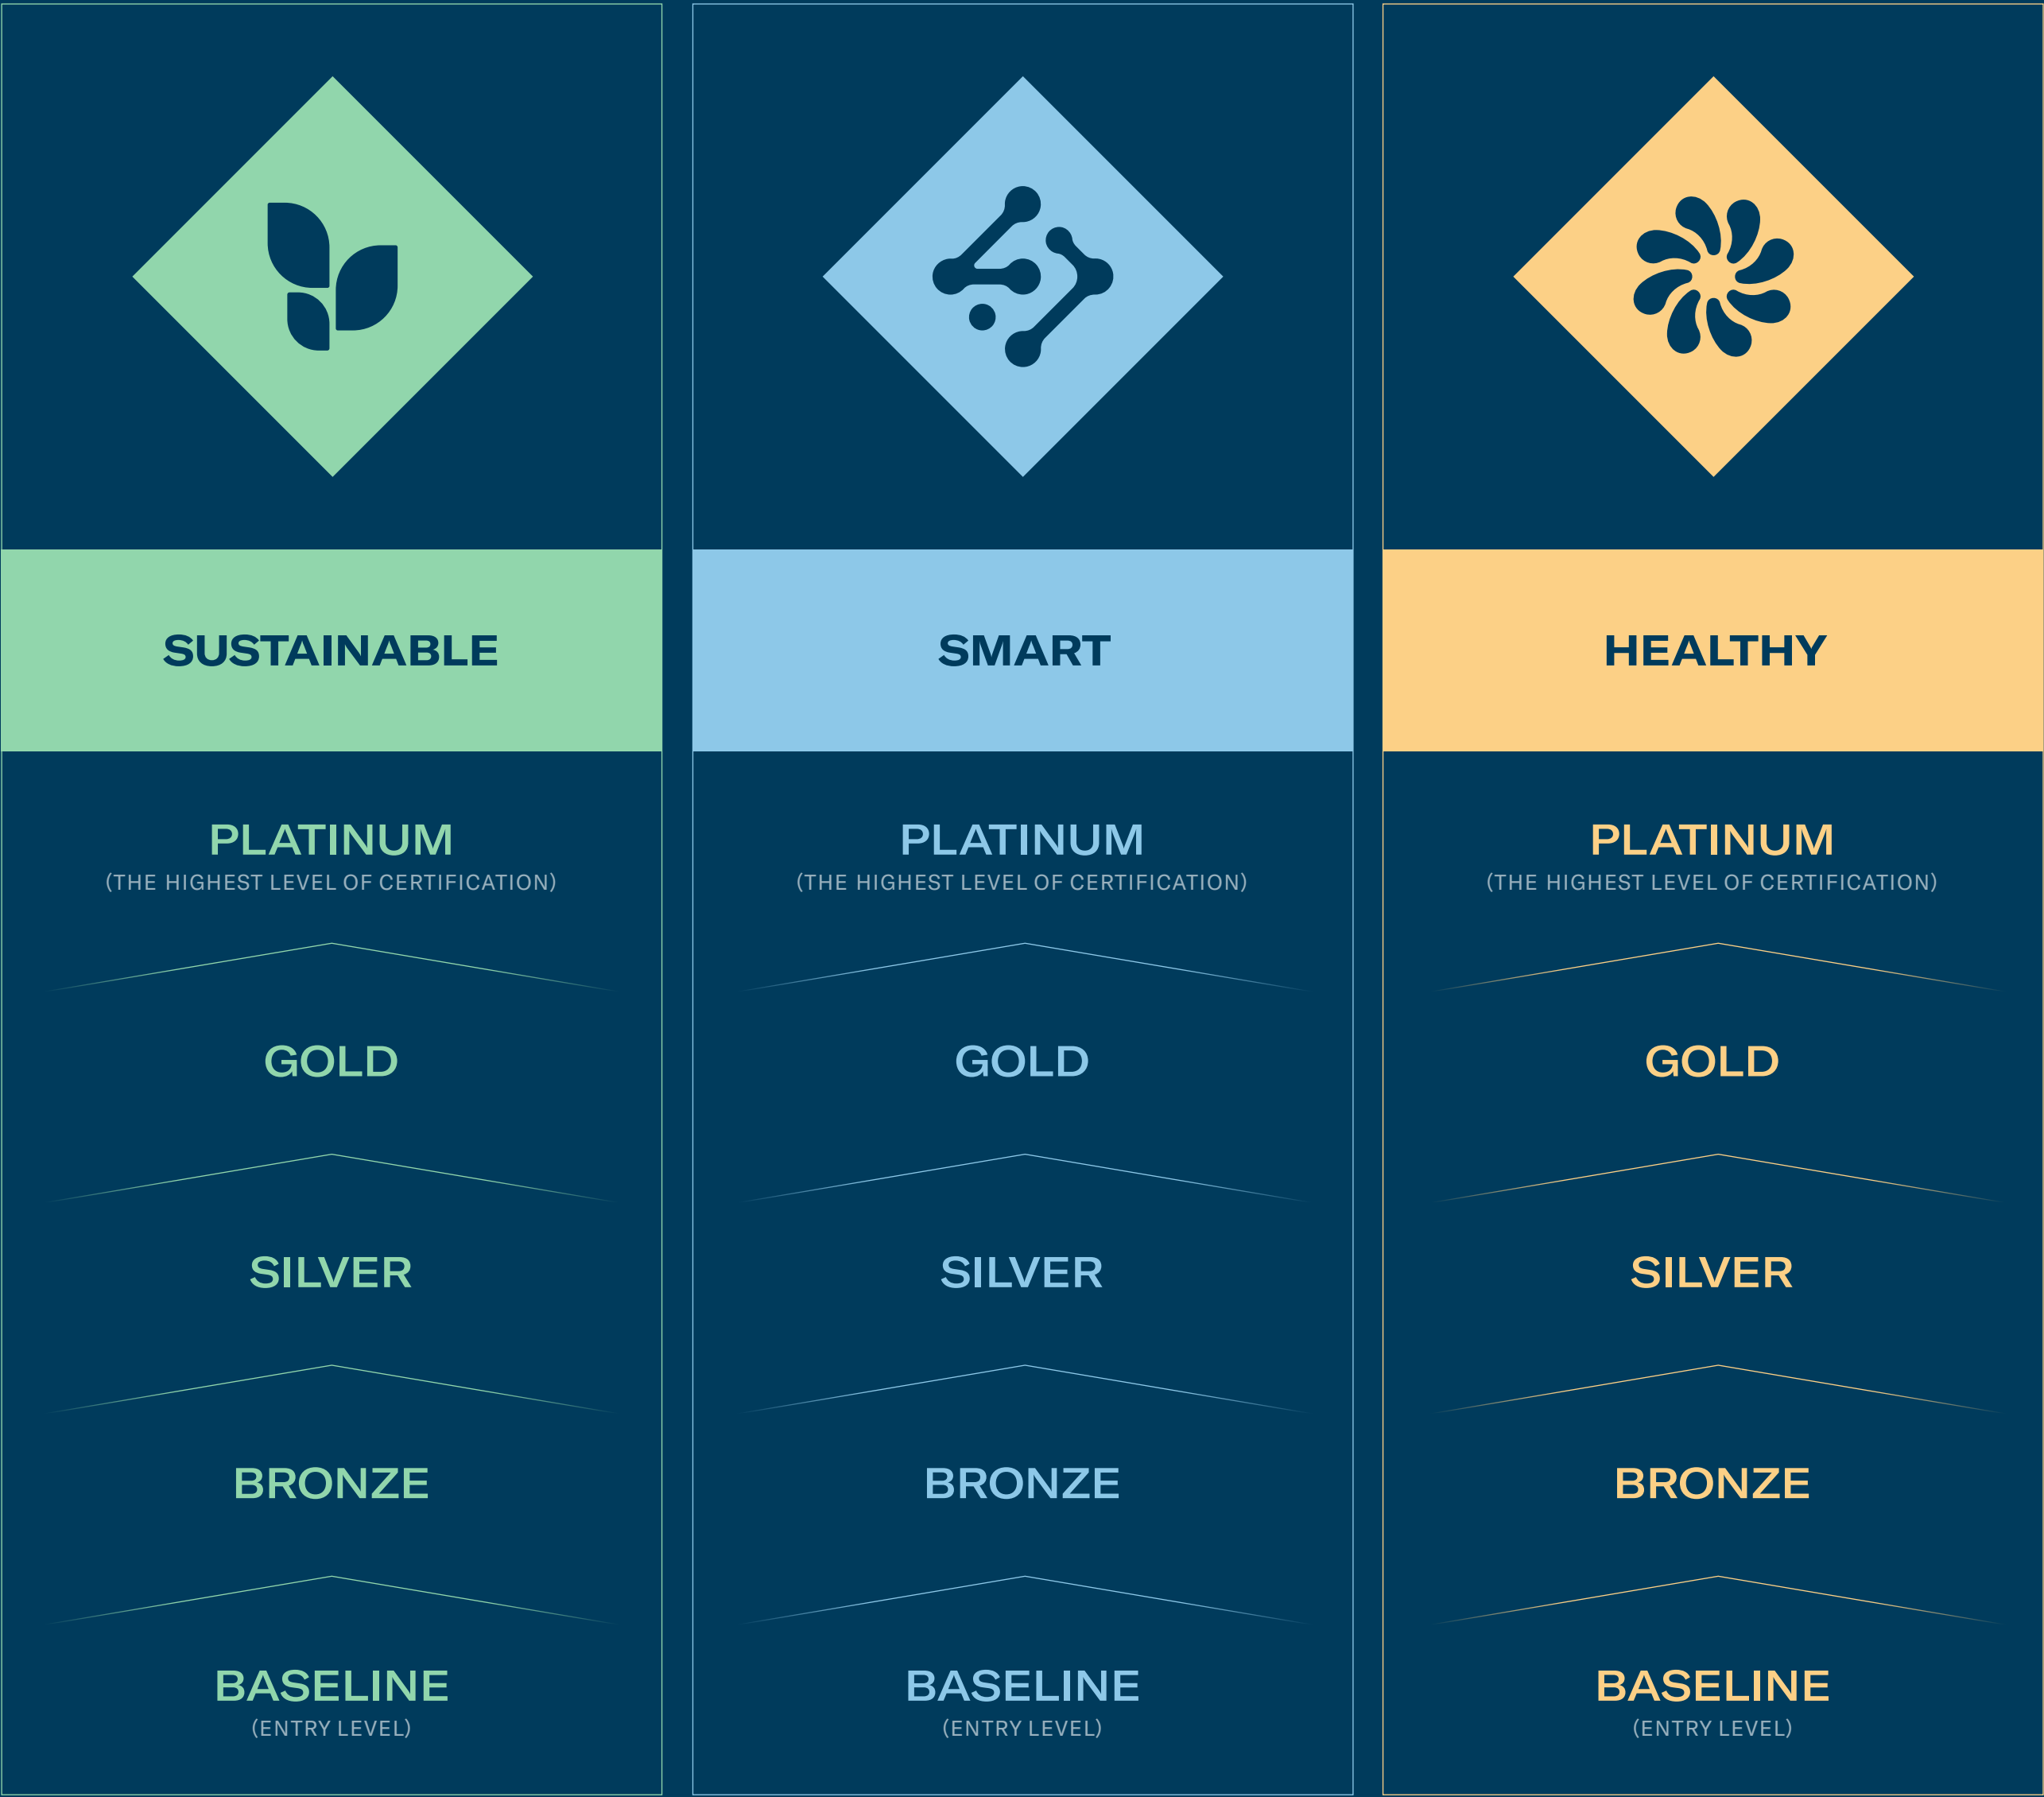 SUSTAINABLE
PLATINUM
(THE HIGHEST LEVEL OF CERTIFICATION)
GOLD
SILVER
BRONZE
BASELINE
(ENTRY LEVEL)
SMART
PLATINUM
(THE HIGHEST LEVEL OF CERTIFICATION)
GOLD
SILVER
BRONZE
BASELINE
(ENTRY LEVEL)
HEALTHY
PLATINUM
(THE HIGHEST LEVEL OF CERTIFICATION)
GOLD
SILVER
BRONZE
BASELINE
(ENTRY LEVEL)